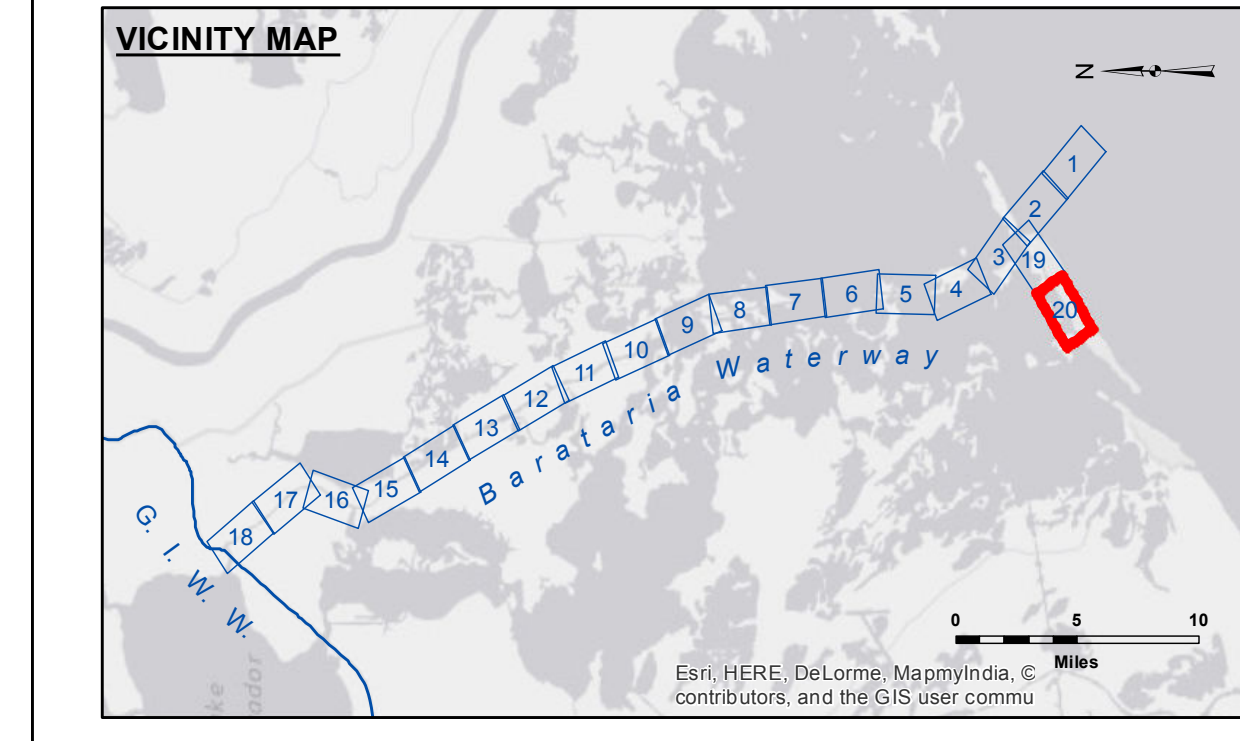 VICINITY MAP
N
1
2
3
19
20
4
5
6
7
8
9
10
11
12
13
14
15
16
17
18
Barataria Waterway
G. I. W. W.
0 5 10
Miles
Esri, HERE, DeLorme, MapmyIndia, ©
contributors, and the GIS user commu